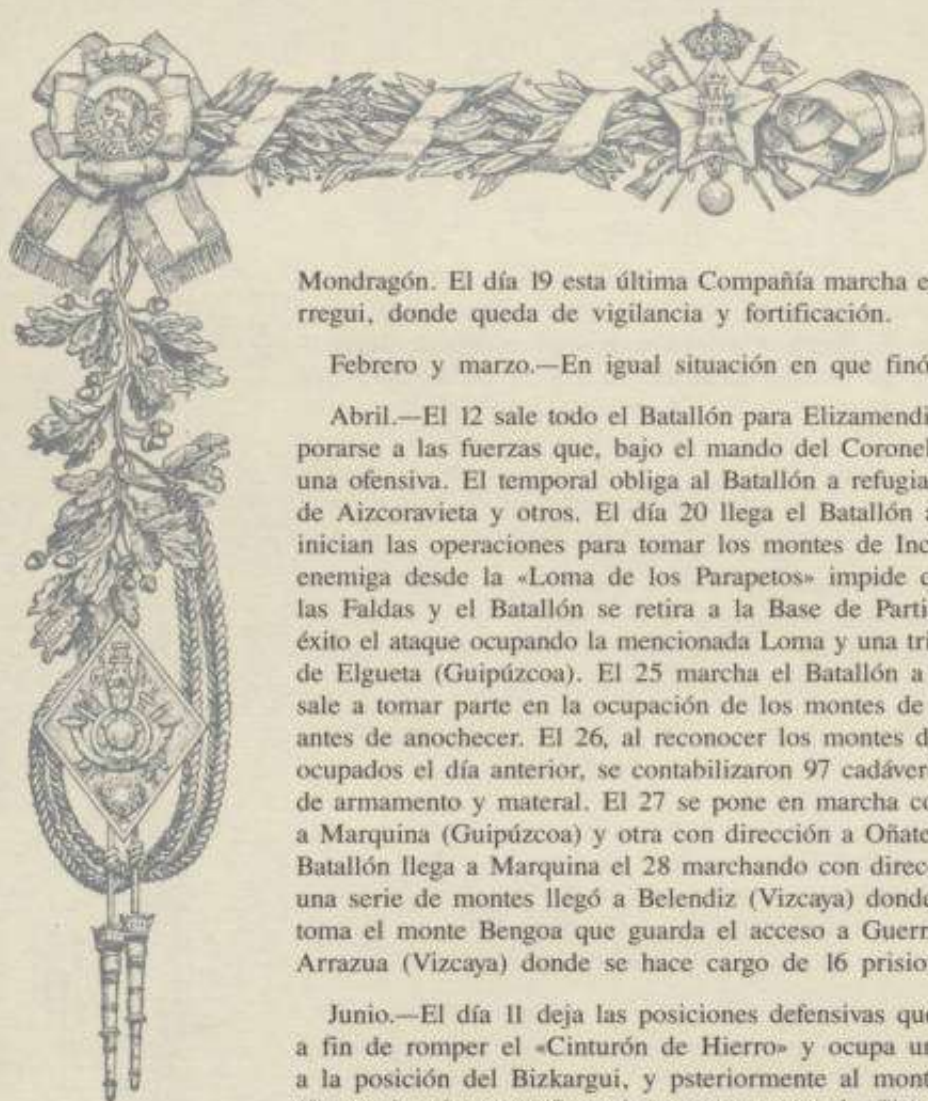 Mondragón. El día 19 esta última Compañía marcha e
rregui, donde queda de vigilancia y fortificación.
Febrero y marzo.—En igual situación en que finó
Abril.—El 12 sale todo el Batallón para Elizamendi
porarse a las fuerzas que, bajo el mando del Coronel
una ofensiva. El temporal obliga al Batallón a refugia
de Aizcoravieta y otros. El día 20 llega el Batallón a
inician las operaciones para tomar los montes de Inc
enemiga desde la «Loma de los Parapetos» impide c
las Faldas y el Batallón se retira a la Base de Parti
éxito el ataque ocupando la mencionada Loma y una tri
de Elgueta (Guipúzcoa). El 25 marcha el Batallón a
sale a tomar parte en la ocupación de los montes de
antes de anochecer. El 26, al reconocer los montes d
ocupados el día anterior, se contabilizaron 97 cadáver
de armamento y materal. El 27 se pone en marcha co
a Marquina (Guipúzcoa) y otra con dirección a Oñate
Batallón llega a Marquina el 28 marchando con direc
una serie de montes llegó a Belendiz (Vizcaya) donde
toma el monte Bengoa que guarda el acceso a Guerr
Arrazua (Vizcaya) donde se hace cargo de 16 prisio
Junio.—El día 11 deja las posiciones defensivas que
a fin de romper el «Cinturón de Hierro» y ocupa un
a la posición del Bizkargui, y psteriormente al mont